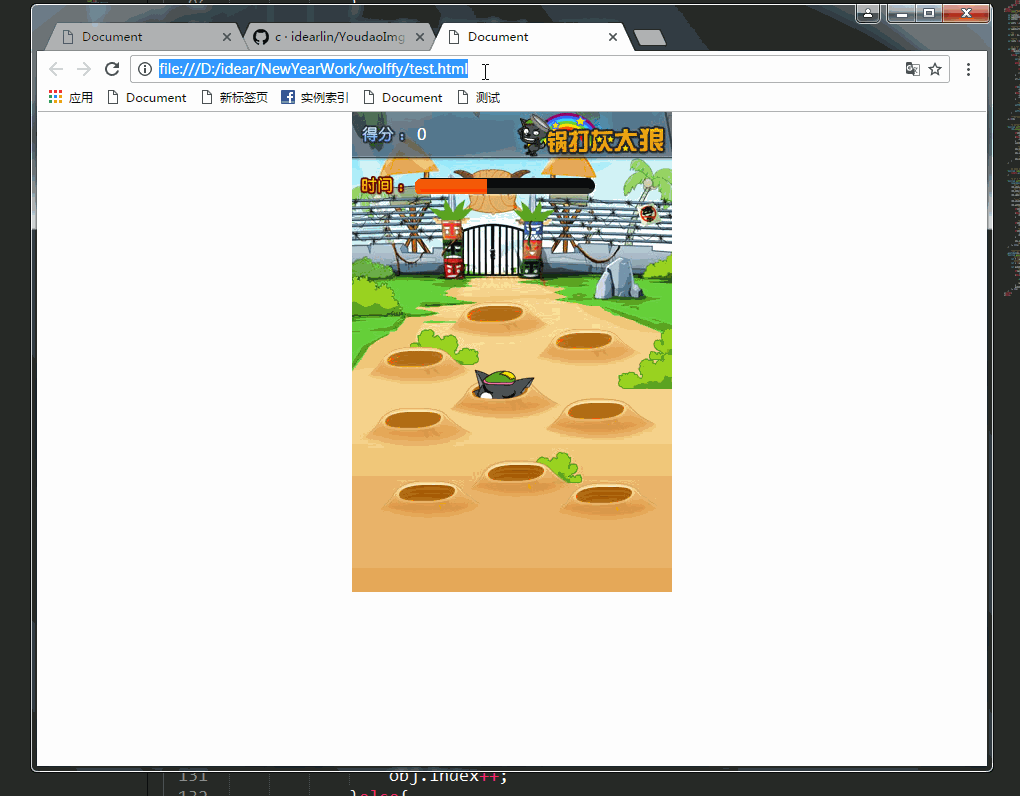 Document
c · idearlin/YoudaoImg
Document
file:///D:/idear/NewYearWork/wolffy/test.html
应用
Document
新标签页
实例索引
Document
测试
得分： 0
锅打灰太狼
时间：
131 obj.index++;
132 }else{